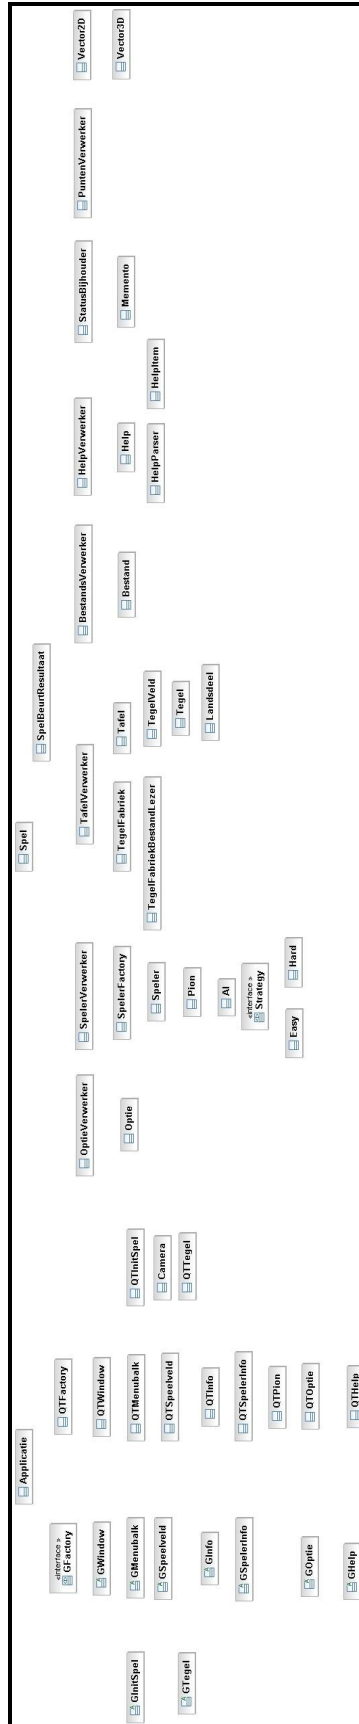 Applicatie
Spel
SpelBeurtResultaat
«interface »
GFactory
QTFactory
OptieVerwerker
SpelerVerwerker
TafelVerwerker
BestandsVerwerker
HelpVerwerker
StatusBijhouder
PuntenVerwerker
Vector2D
GWindow
QTWindow
Optie
SpelerFactory
TegelFabriek
Tafel
Bestand
Help
Memento
Vector3D
GInitSpel
GMenubalk
QTMenubalk
QTInitSpel
Speler
TegelFabriekBestandLezer
TegelVeld
HelpParser
HelpItem
GSpeelveld
QTSpeelveld
Camera
GTegel
QTTegel
Pion
Tegel
GInfo
QTInfo
AI
Landsdeel
GSpelerInfo
QTSpelerInfo
«interface »
Strategy
QTPion
Easy
Hard
GOptie
QTOptie
GHelp
QTHelp